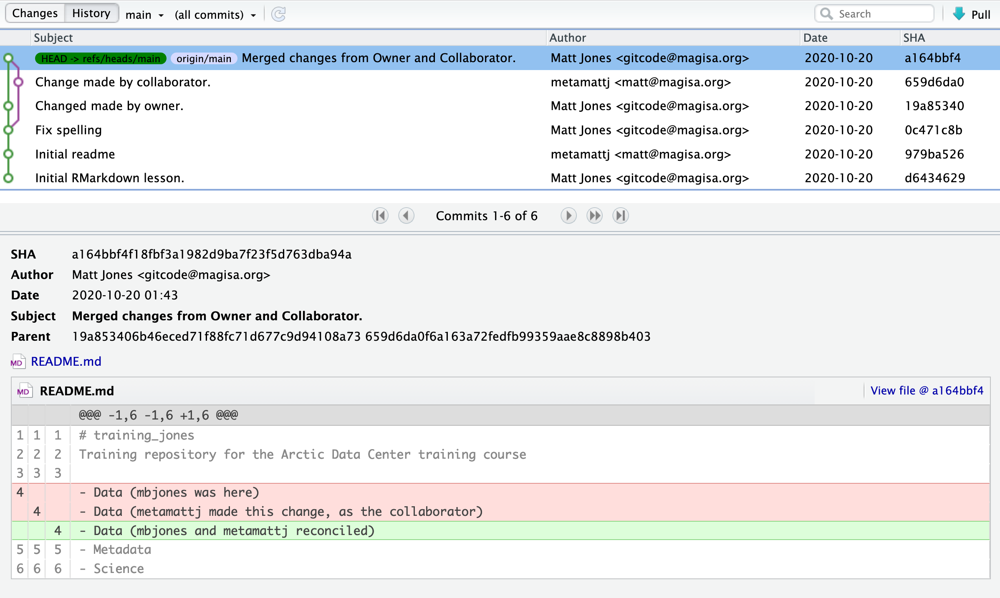 Changes History main (all commits) Search Pull
Subject Author Date SHA
HEAD -> refs/heads/main origin/main Merged changes from Owner and Collaborator. Matt Jones <gitcode@magisa.org> 2020-10-20 a164bbf4
Change made by collaborator. metamattj <matt@magisa.org> 2020-10-20 659d6da0
Changed made by owner. Matt Jones <gitcode@magisa.org> 2020-10-20 19a85340
Fix spelling Matt Jones <gitcode@magisa.org> 2020-10-20 0c471c8b
Initial readme metamattj <matt@magisa.org> 2020-10-20 979ba526
Initial RMarkdown lesson. Matt Jones <gitcode@magisa.org> 2020-10-20 d6434629
Commits 1-6 of 6
SHA a164bbf4f18fbf3a1982d9ba7f23f5d763dba94a
Author Matt Jones <gitcode@magisa.org>
Date 2020-10-20 01:43
Subject Merged changes from Owner and Collaborator.
Parent 19a853406b46eced71f88fc71d677c9d94108a73 659d6da0f6a163a72fedfb99359aae8c8898b403
MD README.md
MD README.md View file @ a164bbf4
@@@ -1,6 -1,6 +1,6 @@@
1 1 1 # training_jones
2 2 2 Training repository for the Arctic Data Center training course
3 3 3
4 - Data (mbjones was here)
4 - Data (metamattj made this change, as the collaborator)
4 - Data (mbjones and metamattj reconciled)
5 5 5 - Metadata
6 6 6 - Science